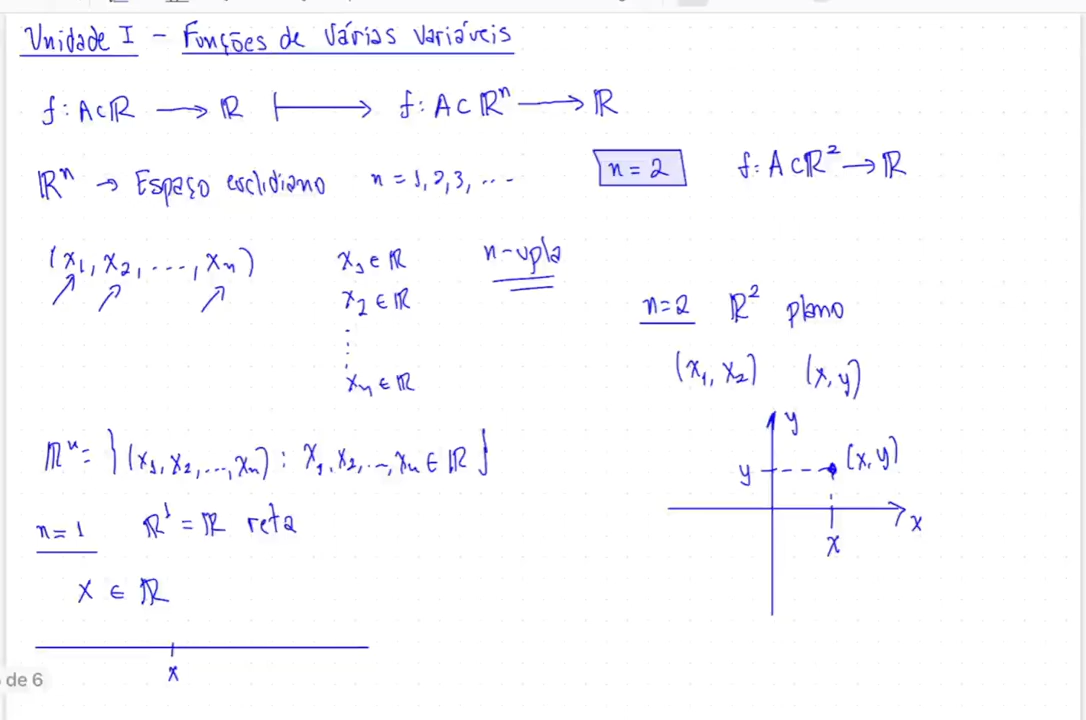 Unidade I - Funções de Várias Variáveis
f: A⊂ℝ → ℝ ⟼ f: A⊂ℝⁿ → ℝ
ℝⁿ → Espaço euclidiano n = 1, 2, 3, ...
n = 2 f: A⊂ℝ² → ℝ
(x₁, x₂, ..., xₙ) x₁ ∈ ℝ n-upla
x₂ ∈ ℝ
⋮
xₙ ∈ ℝ
ℝⁿ = {(x₁, x₂, ..., xₙ) : x₁, x₂, ..., xₙ ∈ ℝ}
n = 1 ℝ¹ = ℝ reta
x ∈ ℝ
x
n=2 ℝ² plano
(x₁, x₂) (x, y)
y
y (x, y)
x
x
de 6